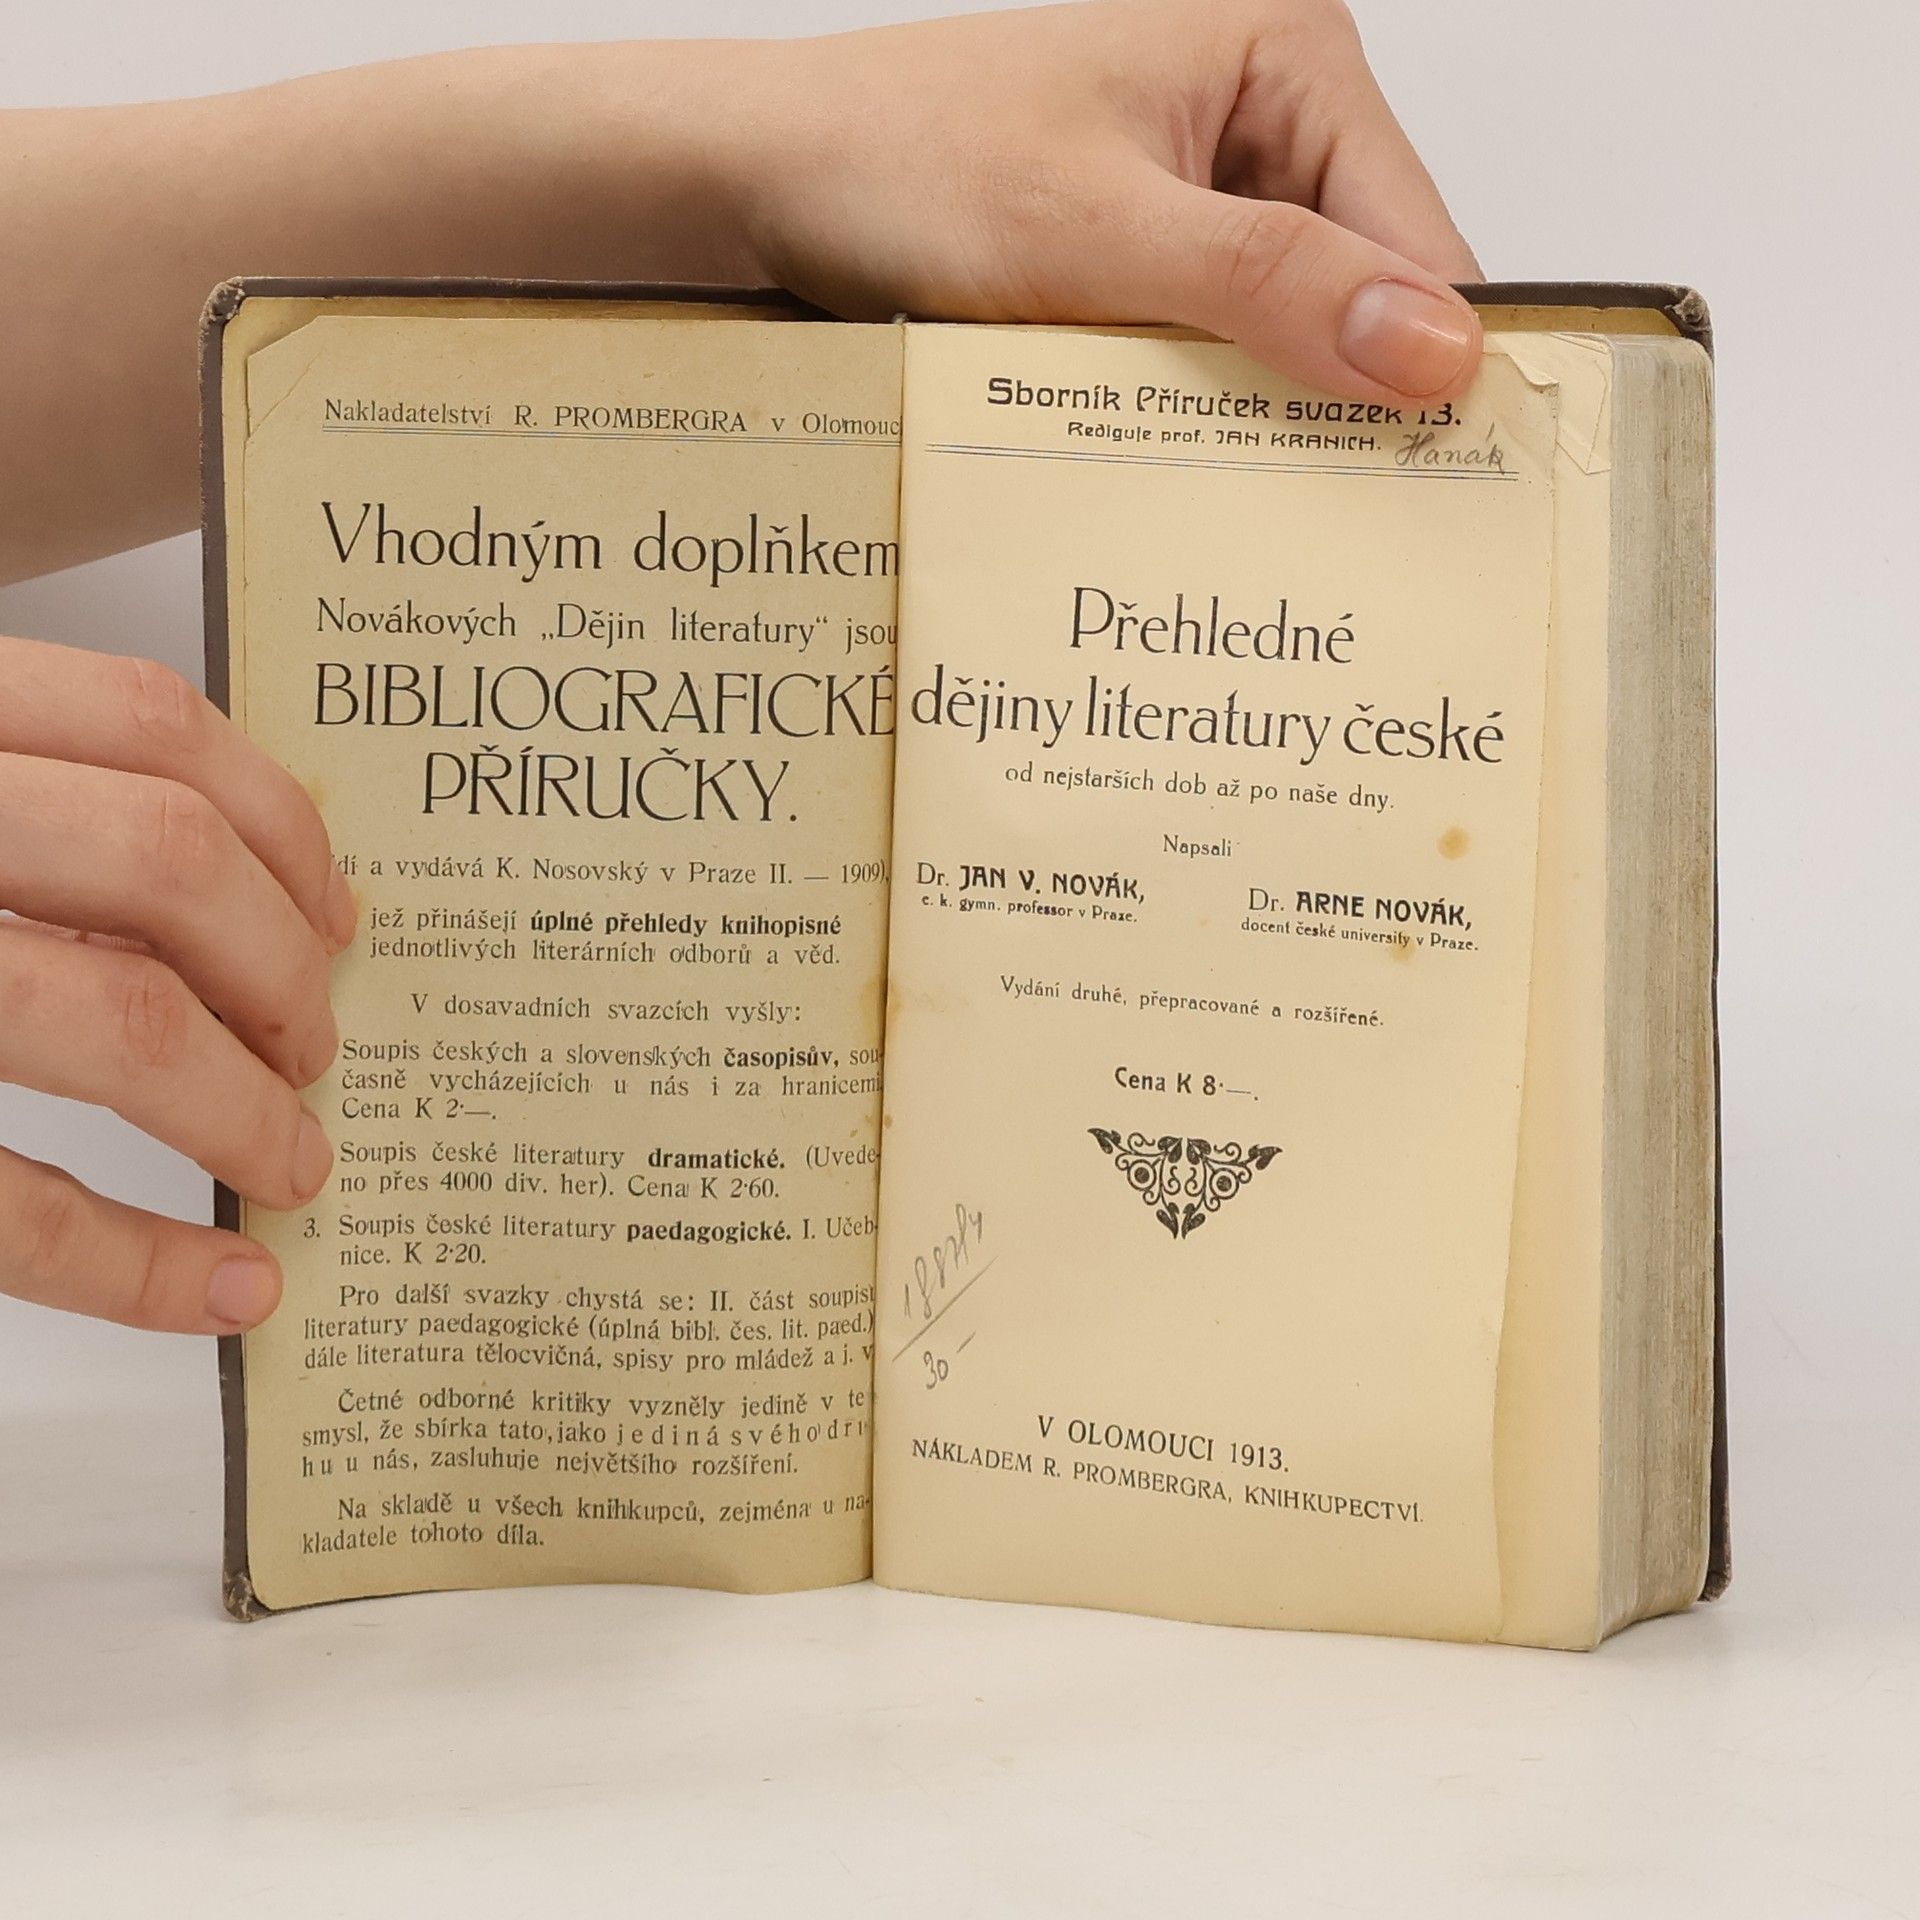 Nakladatelství R. PROMBERGRA v Olomouc
Vhodným doplňkem
Novákových „Dějin literatury“ jsou
BIBLIOGRAFICKÉ
PŘÍRUČKY.
a vydává K. Nosovský v Praze II. — 1909),
jež přinášejí úplné přehledy knihopisné
jednotlivých literárních odborů a věd.
V dosavadních svazcích vyšly:
Soupis českých a slovenských časopisův, sou-
časně vycházejících u nás i za hranicemi
Cena K 2·—.
Soupis české literatury dramatické. (Uvede-
no přes 4000 div. her). Cena K 2·60.
3. Soupis české literatury paedagogické. I. Učeb-
nice. K 2·20.
Pro další svazky chystá se: II. část soupisu
literatury paedagogické (úplná bibl. čes. lit. paed.)
dále literatura tělocvičná, spisy pro mládež a j. v
Četné odborné kritiky vyzněly jedině v te
smysl, že sbírka tato, jako jediná svého dru
hu u nás, zasluhuje největšího rozšíření.
Na skladě u všech knihkupců, zejména u na-
kladatele tohoto díla.
Sborník Příruček svazek 13.
Rediguje prof. JAN KRANICH.
Hanák
Přehledné
dějiny literatury české
od nejstarších dob až po naše dny.
Napsali
Dr. JAN V. NOVÁK,
c. k. gymn. professor v Praze.
Dr. ARNE NOVÁK,
docent české university v Praze.
Vydání druhé, přepracované a rozšířené.
Cena K 8·—.
30 —
V OLOMOUCI 1913.
NÁKLADEM R. PROMBERGRA, KNIHKUPECTVÍ.